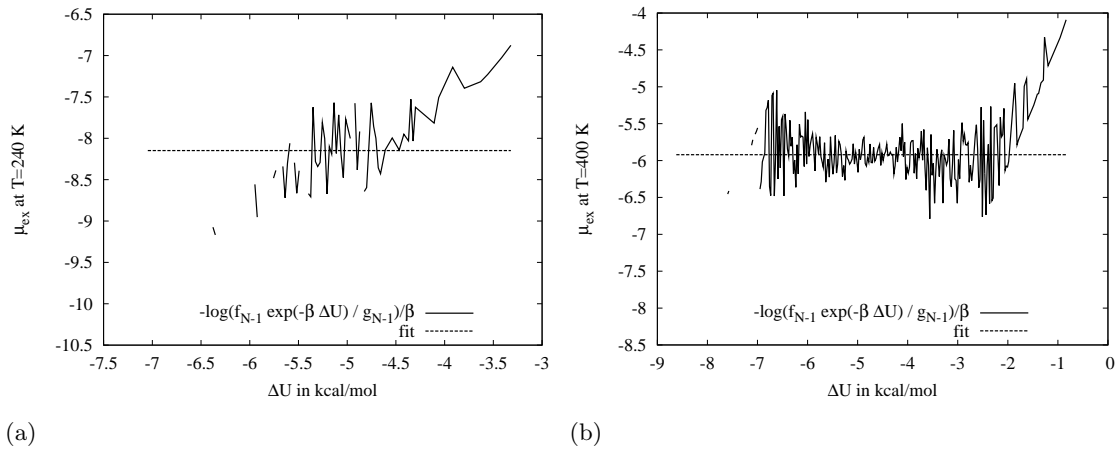 -6.5
-7
-7.5
-8
-8.5
-9
-9.5
-10
-10.5
-7.5 -7 -6.5 -6 -5.5 -5 -4.5 -4 -3.5 -3
μex at T=240 K
ΔU in kcal/mol
-log(fN-1 exp(-β ΔU) / gN-1)/β
fit
(a)
-4
-4.5
-5
-5.5
-6
-6.5
-7
-7.5
-8
-8.5
-9 -8 -7 -6 -5 -4 -3 -2 -1 0
μex at T=400 K
ΔU in kcal/mol
-log(fN-1 exp(-β ΔU) / gN-1)/β
fit
(b)